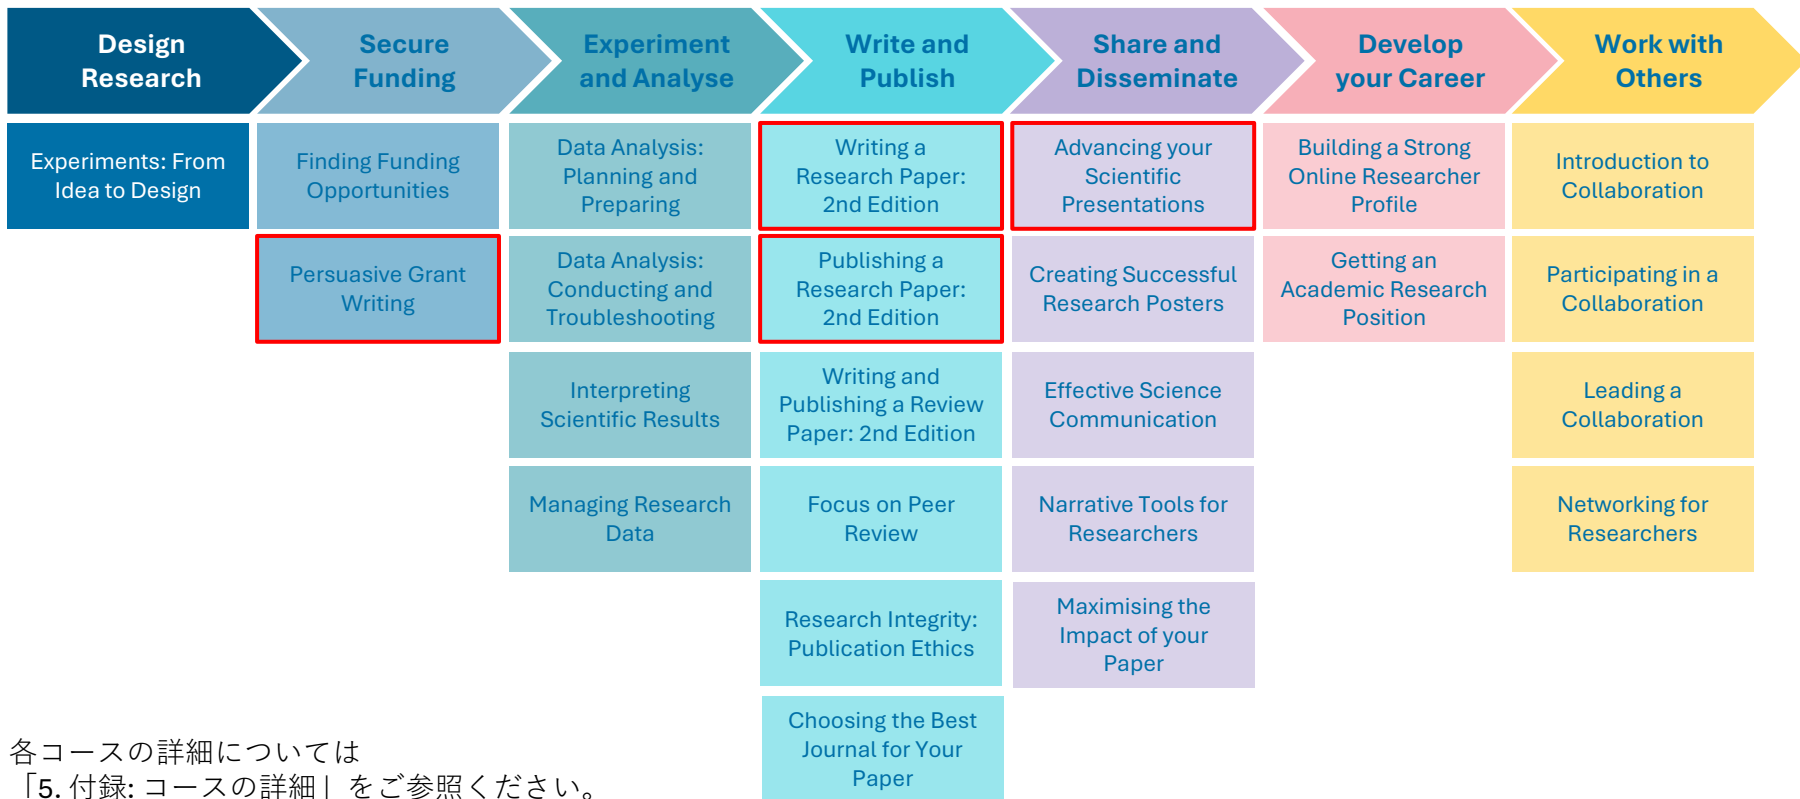 Design
Research
Secure
Funding
Experiment
and Analyse
Write and
Publish
Share and
Disseminate
Develop
your Career
Work with
Others
Experiments: From
Idea to Design
Finding Funding
Opportunities
Persuasive Grant
Writing
Data Analysis:
Planning and
Preparing
Data Analysis:
Conducting and
Troubleshooting
Interpreting
Scientific Results
Managing Research
Data
Writing a
Research Paper:
2nd Edition
Publishing a
Research Paper:
2nd Edition
Writing and
Publishing a Review
Paper: 2nd Edition
Focus on Peer
Review
Research Integrity:
Publication Ethics
Choosing the Best
Journal for Your
Paper
Advancing your
Scientific
Presentations
Creating Successful
Research Posters
Effective Science
Communication
Narrative Tools for
Researchers
Maximising the
Impact of your
Paper
Building a Strong
Online Researcher
Profile
Getting an
Academic Research
Position
Introduction to
Collaboration
Participating in a
Collaboration
Leading a
Collaboration
Networking for
Researchers
各コースの詳細については
「5. 付録: コースの詳細」をご参照ください。